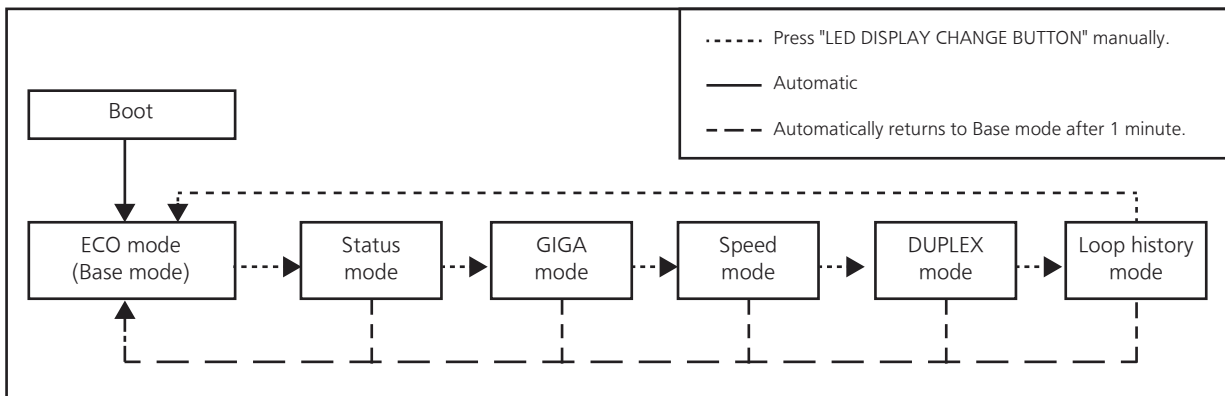 Press "LED DISPLAY CHANGE BUTTON" manually.
Automatic
Automatically returns to Base mode after 1 minute.
Boot
ECO mode
(Base mode)
Status
mode
GIGA
mode
Speed
mode
DUPLEX
mode
Loop history
mode